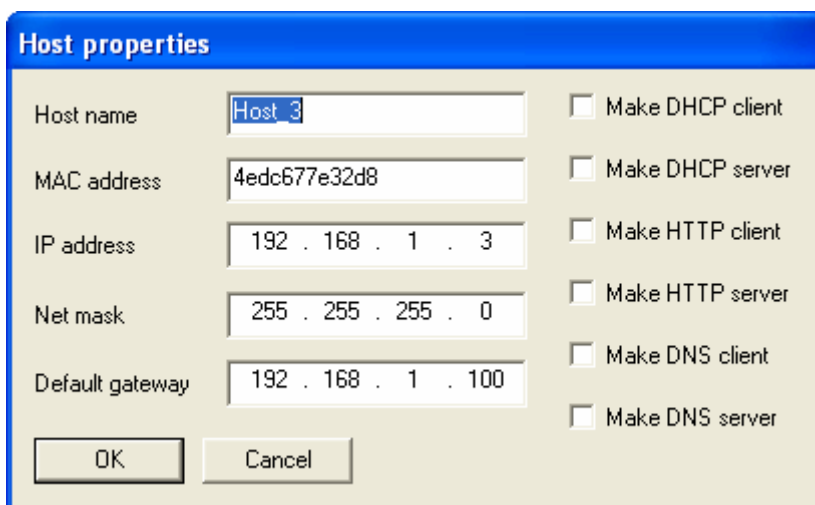 Host properties
Host name Host_3
MAC address 4edc677e32d8
IP address 192 . 168 . 1 . 3
Net mask 255 . 255 . 255 . 0
Default gateway 192 . 168 . 1 . 100
OK Cancel
Make DHCP client
Make DHCP server
Make HTTP client
Make HTTP server
Make DNS client
Make DNS server